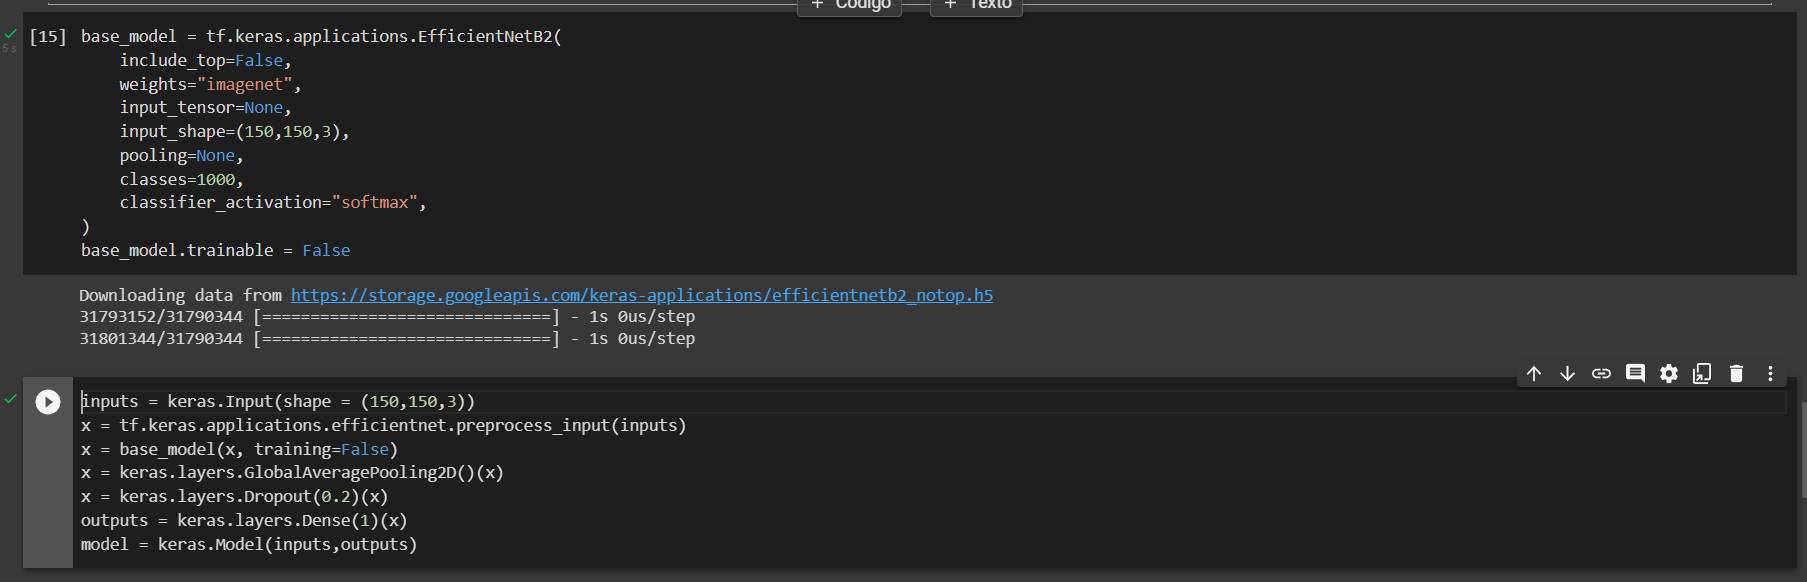 + Código + Texto
[15] base_model = tf.keras.applications.EfficientNetB2(
5 s
    include_top=False,
    weights="imagenet",
    input_tensor=None,
    input_shape=(150,150,3),
    pooling=None,
    classes=1000,
    classifier_activation="softmax",
)
base_model.trainable = False
Downloading data from https://storage.googleapis.com/keras-applications/efficientnetb2_notop.h5
31793152/31790344 [==============================] - 1s 0us/step
31801344/31790344 [==============================] - 1s 0us/step
inputs = keras.Input(shape = (150,150,3))
x = tf.keras.applications.efficientnet.preprocess_input(inputs)
x = base_model(x, training=False)
x = keras.layers.GlobalAveragePooling2D()(x)
x = keras.layers.Dropout(0.2)(x)
outputs = keras.layers.Dense(1)(x)
model = keras.Model(inputs,outputs)